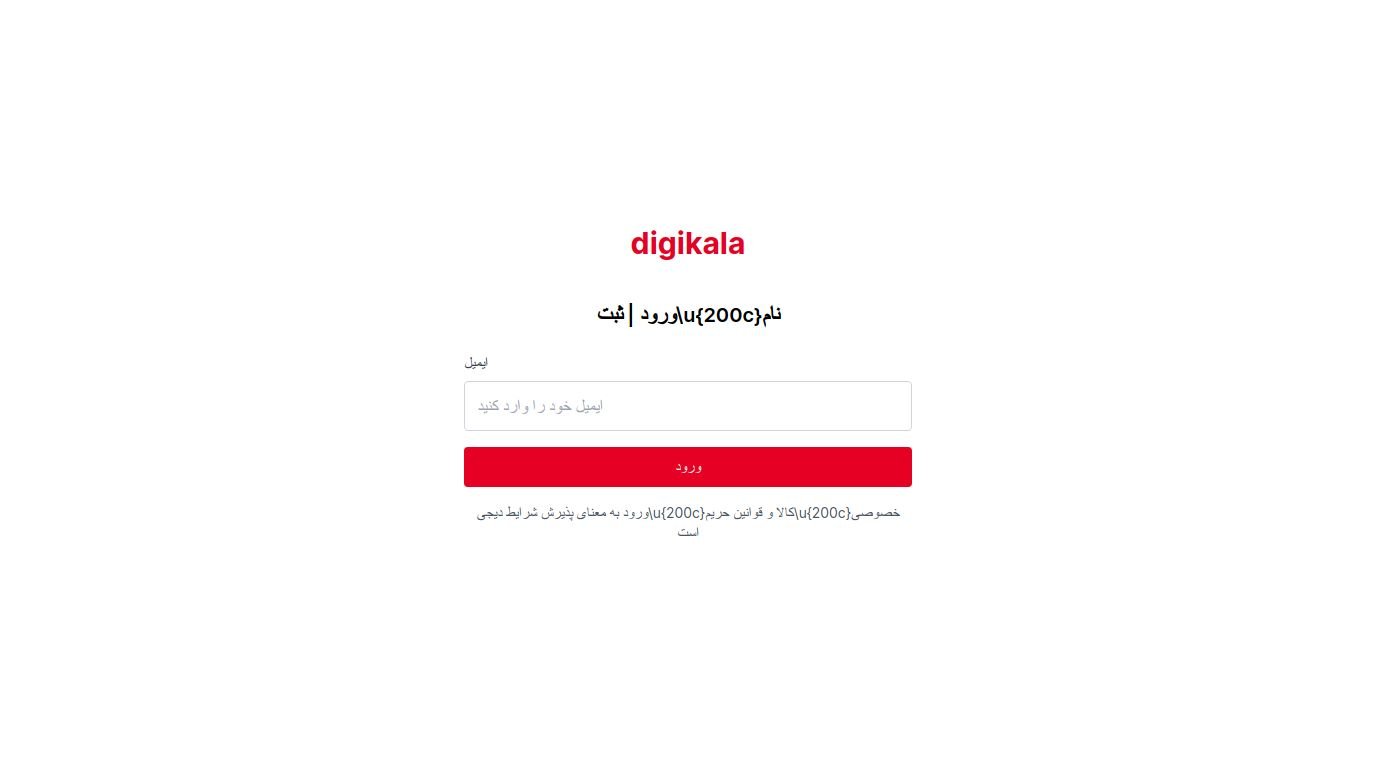 digikala
ورود | ثبت\u{200c}نام
ایمیل
ایمیل خود را وارد کنید
ورود
ورود به معنای پذیرش شرایط دیجی\u{200c}کالا و قوانین حریم\u{200c}خصوصی
است